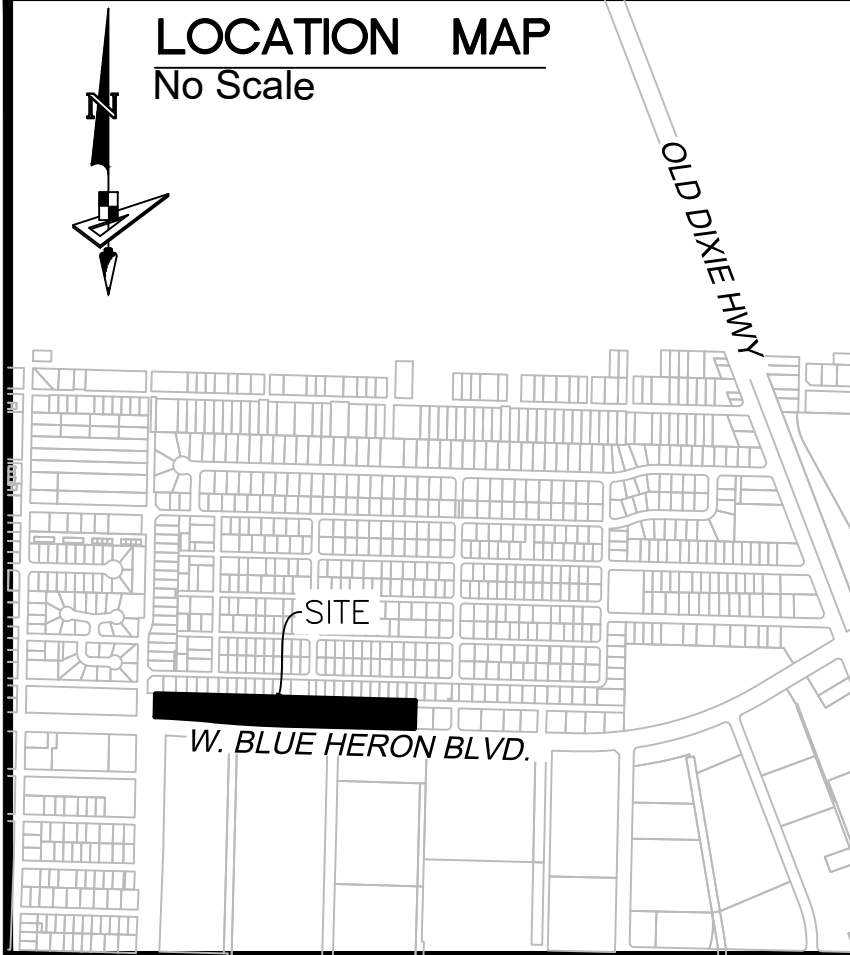 LOCATION MAP
No Scale
N
OLD DIXIE HWY
SITE
W. BLUE HERON BLVD.